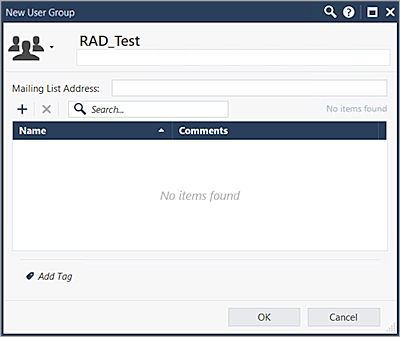 New User Group
RAD_Test
Mailing List Address:
Search...
No items found
Name Comments
No items found
Add Tag
OK Cancel